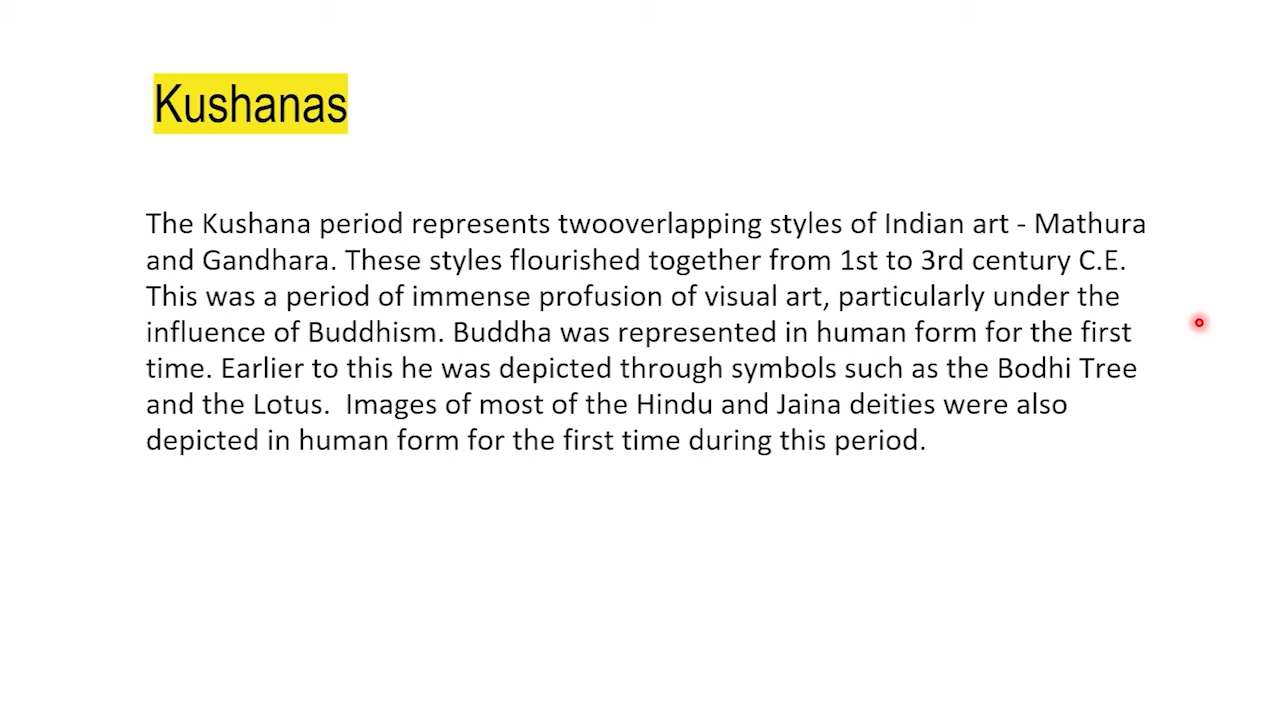 Kushanas
The Kushana period represents twooverlapping styles of Indian art - Mathura
and Gandhara. These styles flourished together from 1st to 3rd century C.E.
This was a period of immense profusion of visual art, particularly under the
influence of Buddhism. Buddha was represented in human form for the first
time. Earlier to this he was depicted through symbols such as the Bodhi Tree
and the Lotus.  Images of most of the Hindu and Jaina deities were also
depicted in human form for the first time during this period.